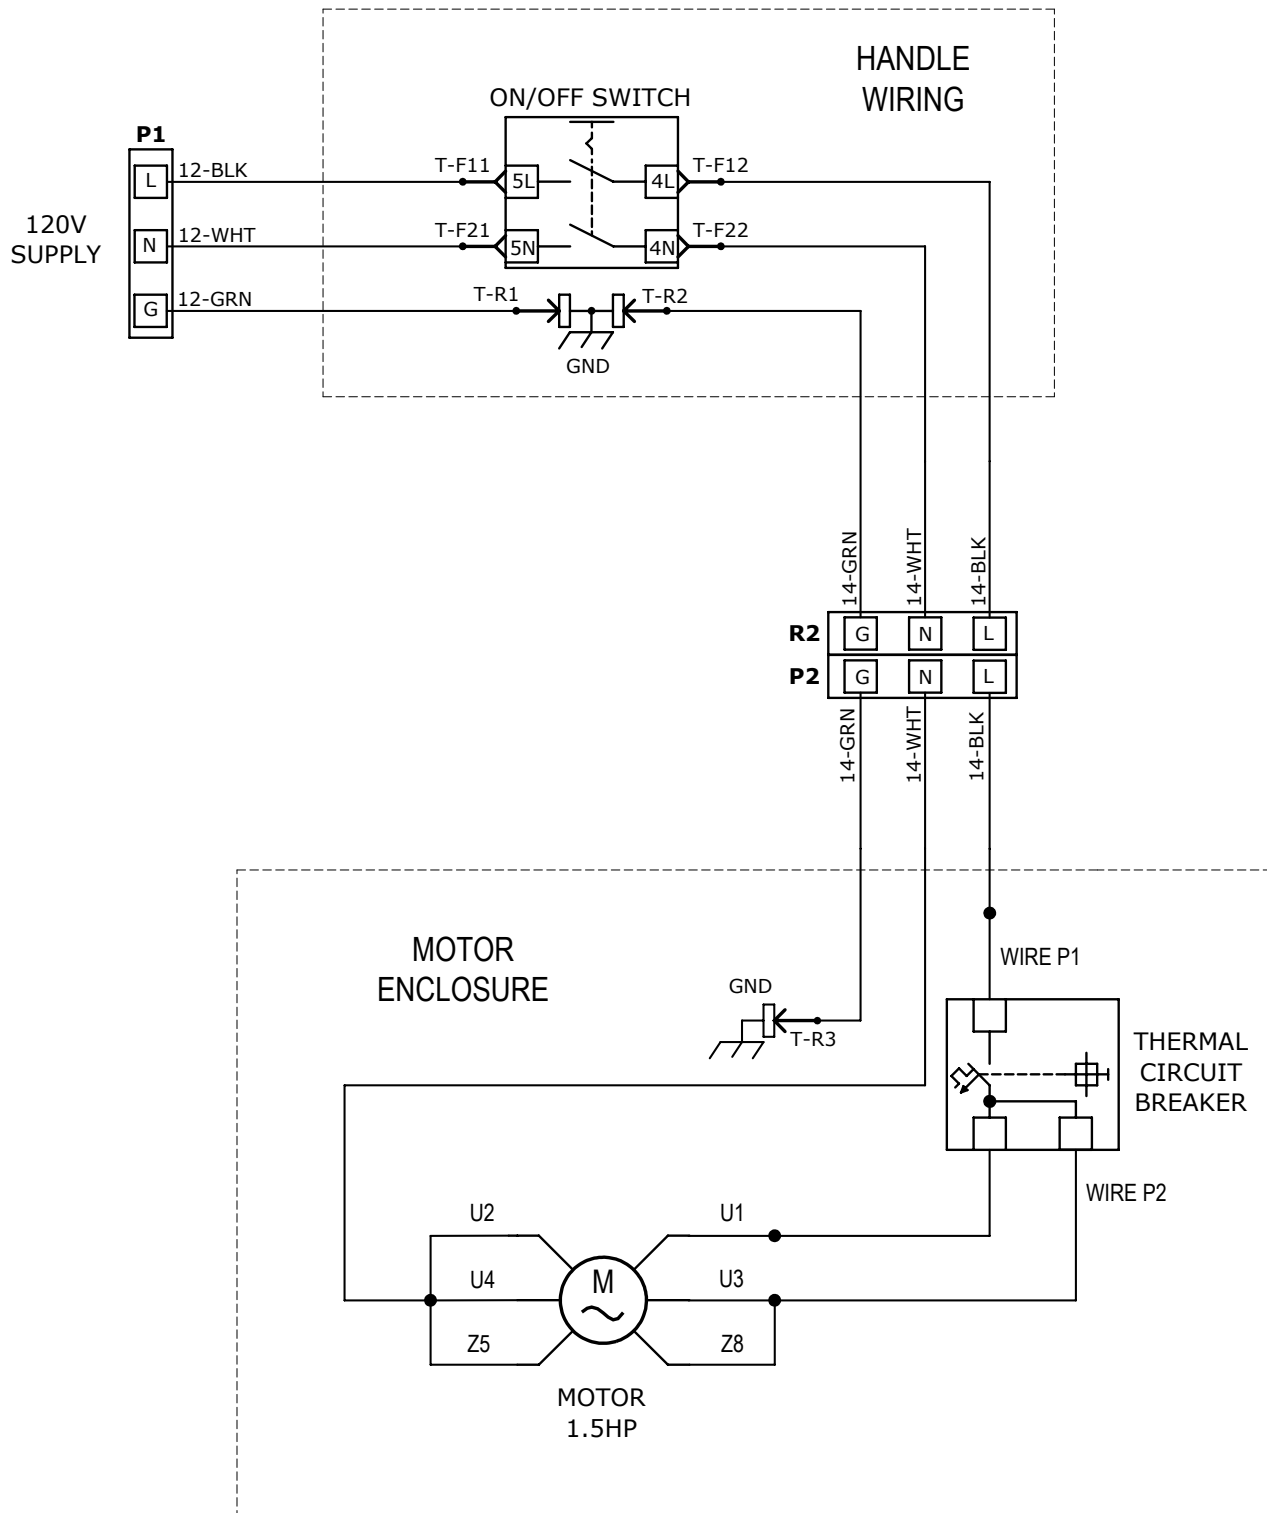 HANDLE
WIRING
ON/OFF SWITCH
P1
120V
SUPPLY
L
12-BLK
T-F11
5L
4L
T-F12
N
12-WHT
T-F21
5N
4N
T-F22
G
12-GRN
T-R1
T-R2
GND
14-GRN
14-WHT
14-BLK
R2
G
N
L
P2
G
N
L
14-GRN
14-WHT
14-BLK
MOTOR
ENCLOSURE
WIRE P1
GND
T-R3
THERMAL
CIRCUIT
BREAKER
WIRE P2
U2
U1
U4
M
U3
Z5
Z8
MOTOR
1.5HP